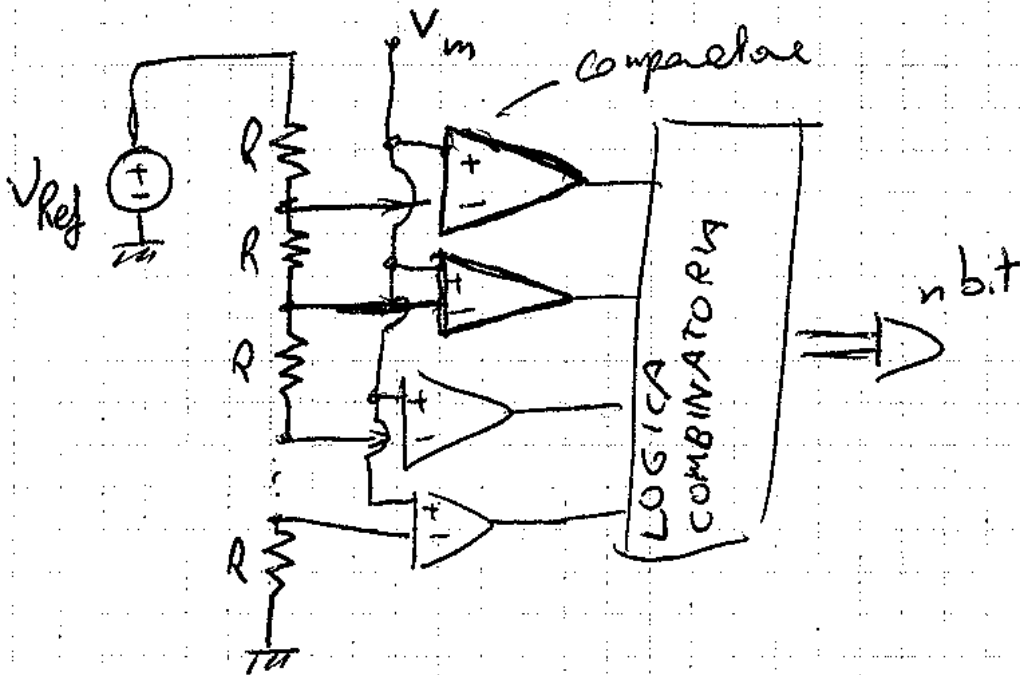 Vin
comparatore
VRef
+
-
R
+
-
R
+
-
R
+
-
R
+
-
LOGICA
COMBINATORIA
n bit